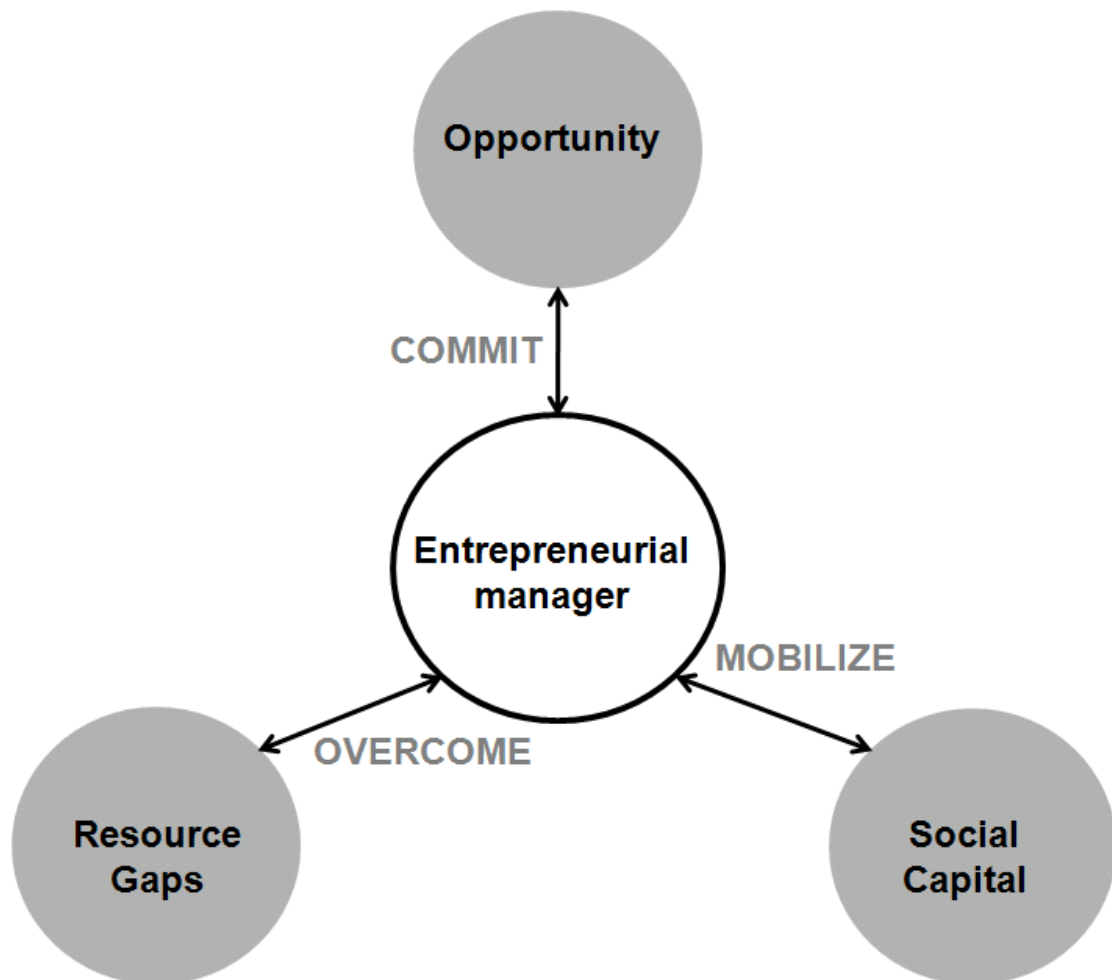 Opportunity
COMMIT
Entrepreneurial
manager
MOBILIZE
OVERCOME
Resource
Gaps
Social
Capital